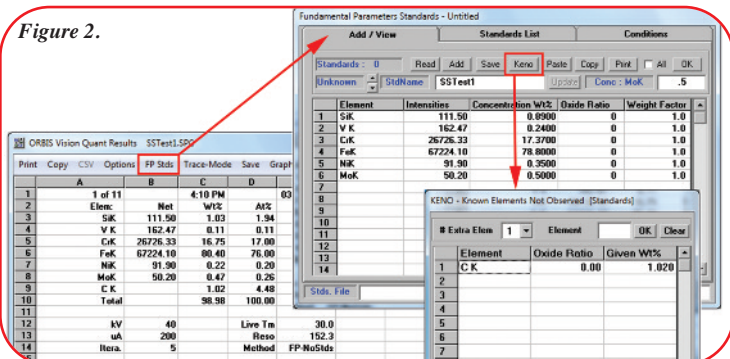 Figure 2.
Fundamental Parameters Standards - Untitled
Add / View Standards List Conditions
Standards : 0 Read Add Save Keno Paste Copy Print All OK
Unknown StdName SSTest1 Update Conc : MoK .5
Element Intensities Concentration Wt% Oxide Ratio Weight Factor
1 SiK 111.50 0.8900 0 1.0
2 V K 162.47 0.2400 0 1.0
3 CrK 26726.33 17.3700 0 1.0
4 FeK 67224.10 78.8000 0 1.0
5 NiK 91.90 0.3500 0 1.0
6 MoK 50.20 0.5000 0 1.0
7
8
9
10
11
12
13
14
Stds. File
ORBIS Vision Quant Results SSTest1.SPC
Print Copy CSV Options FP Stds Trace-Mode Save Graph
A B C D
1 1 of 11 4:10 PM 03
2 Elem: Net Wt% At%
3 SiK 111.50 1.03 1.94
4 V K 162.47 0.11 0.11
5 CrK 26726.33 16.75 17.00
6 FeK 67224.10 80.40 76.00
7 NiK 91.90 0.22 0.20
8 MoK 50.20 0.47 0.26
9 C K 1.02 4.48
10 Total 98.98 100.00
11
12 kV 40 Live Tm 30.0
13 uA 200 Reso 152.3
14 Itera. 5 Method FP-NoStds
KENO - Known Elements Not Observed [Standards]
# Extra Elem 1 Element OK Clear
Element Oxide Ratio Given Wt%
1 C K 0.00 1.020
2
3
4
5
6
7